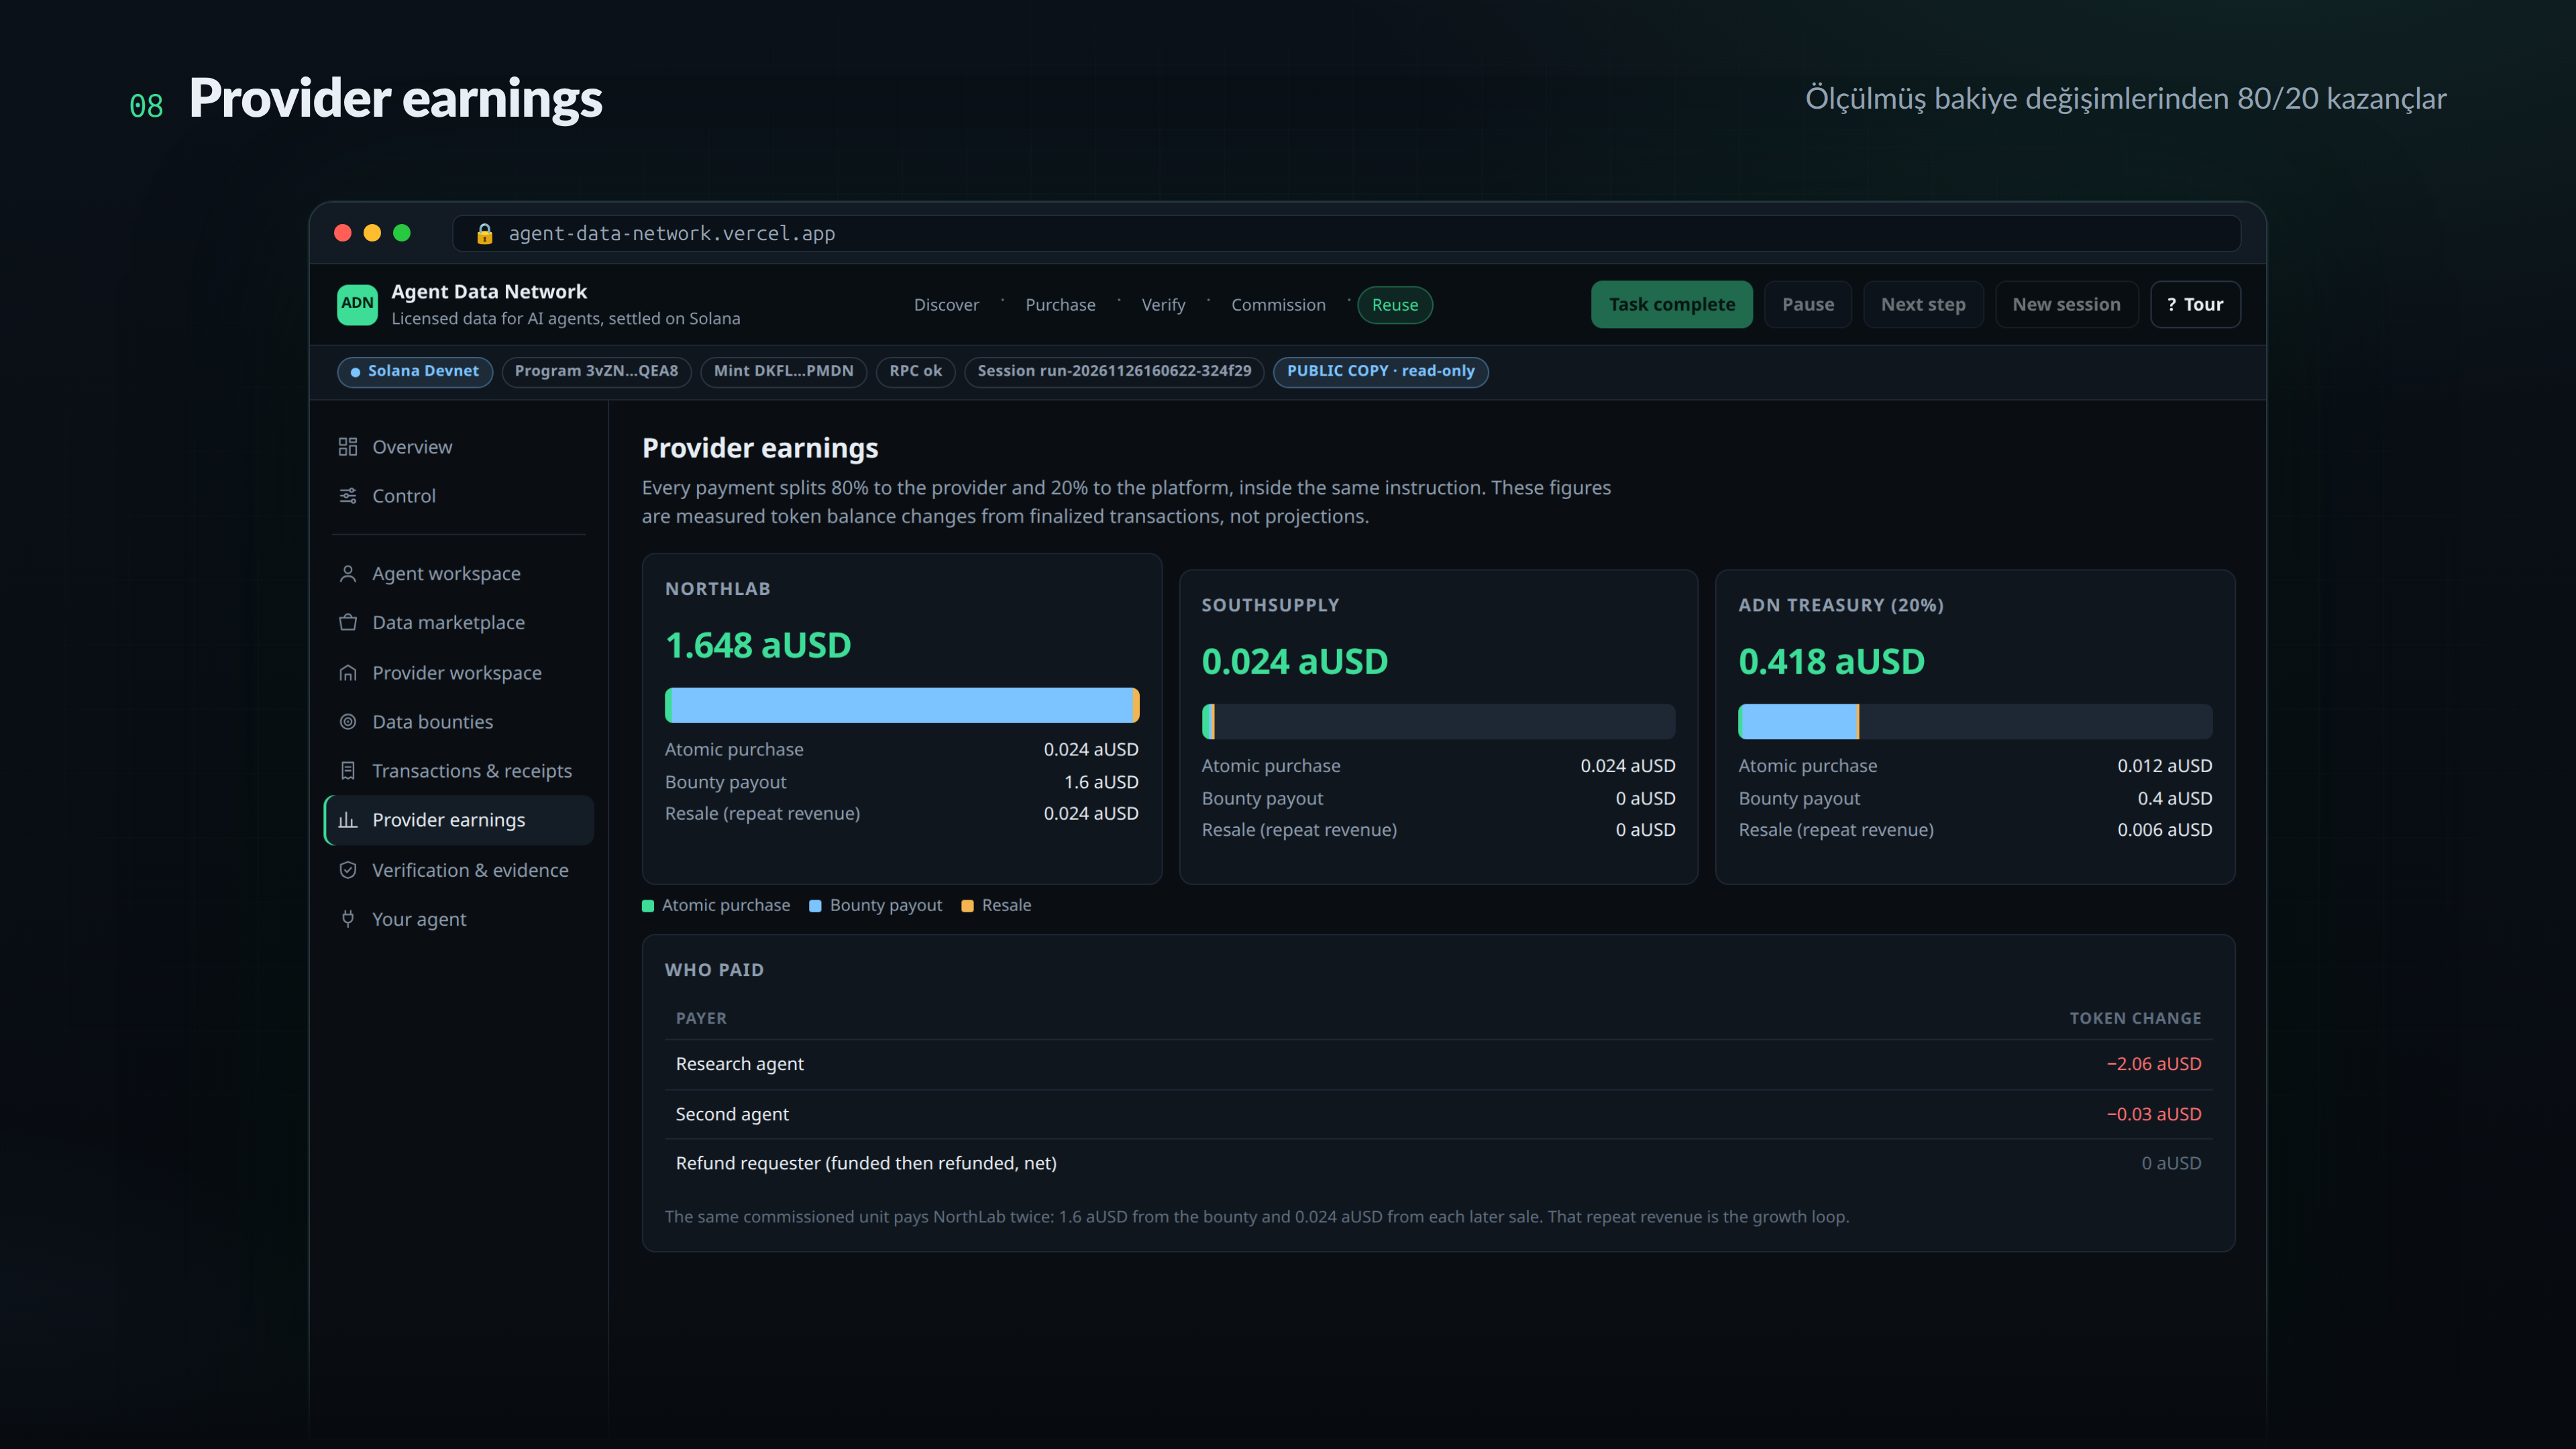 08 Provider earnings
Ölçülmüş bakiye değişimlerinden 80/20 kazançlar
agent-data-network.vercel.app
ADN
Agent Data Network
Licensed data for AI agents, settled on Solana
Discover · Purchase · Verify · Commission · Reuse
Task complete
Pause
Next step
New session
? Tour
Solana Devnet
Program 3vZN…QEA8
Mint DKFL…PMDN
RPC ok
Session run-20261126160622-324f29
PUBLIC COPY · read-only
Overview
Control
Agent workspace
Data marketplace
Provider workspace
Data bounties
Transactions & receipts
Provider earnings
Verification & evidence
Your agent
Provider earnings
Every payment splits 80% to the provider and 20% to the platform, inside the same instruction. These figures
are measured token balance changes from finalized transactions, not projections.
NORTHLAB
1.648 aUSD
Atomic purchase 0.024 aUSD
Bounty payout 1.6 aUSD
Resale (repeat revenue) 0.024 aUSD
SOUTHSUPPLY
0.024 aUSD
Atomic purchase 0.024 aUSD
Bounty payout 0 aUSD
Resale (repeat revenue) 0 aUSD
ADN TREASURY (20%)
0.418 aUSD
Atomic purchase 0.012 aUSD
Bounty payout 0.4 aUSD
Resale (repeat revenue) 0.006 aUSD
Atomic purchase Bounty payout Resale
WHO PAID
PAYER TOKEN CHANGE
Research agent −2.06 aUSD
Second agent −0.03 aUSD
Refund requester (funded then refunded, net) 0 aUSD
The same commissioned unit pays NorthLab twice: 1.6 aUSD from the bounty and 0.024 aUSD from each later sale. That repeat revenue is the growth loop.